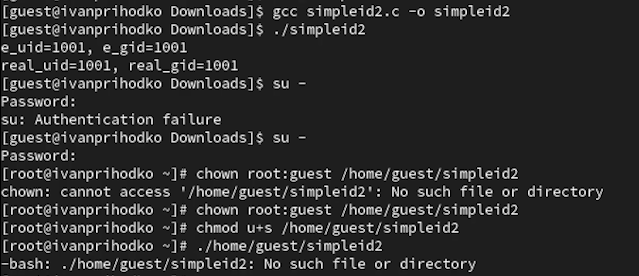 [guest@ivanprihodko Downloads]$ gcc simpleid2.c -o simpleid2
[guest@ivanprihodko Downloads]$ ./simpleid2
e_uid=1001, e_gid=1001
real_uid=1001, real_gid=1001
[guest@ivanprihodko Downloads]$ su -
Password:
su: Authentication failure
[guest@ivanprihodko Downloads]$ su -
Password:
[root@ivanprihodko ~]# chown root:guest /home/guest/simpleid2
chown: cannot access '/home/guest/simpleid2': No such file or directory
[root@ivanprihodko ~]# chown root:guest /home/guest/simpleid2
[root@ivanprihodko ~]# chmod u+s /home/guest/simpleid2
[root@ivanprihodko ~]# ./home/guest/simpleid2
-bash: ./home/guest/simpleid2: No such file or directory